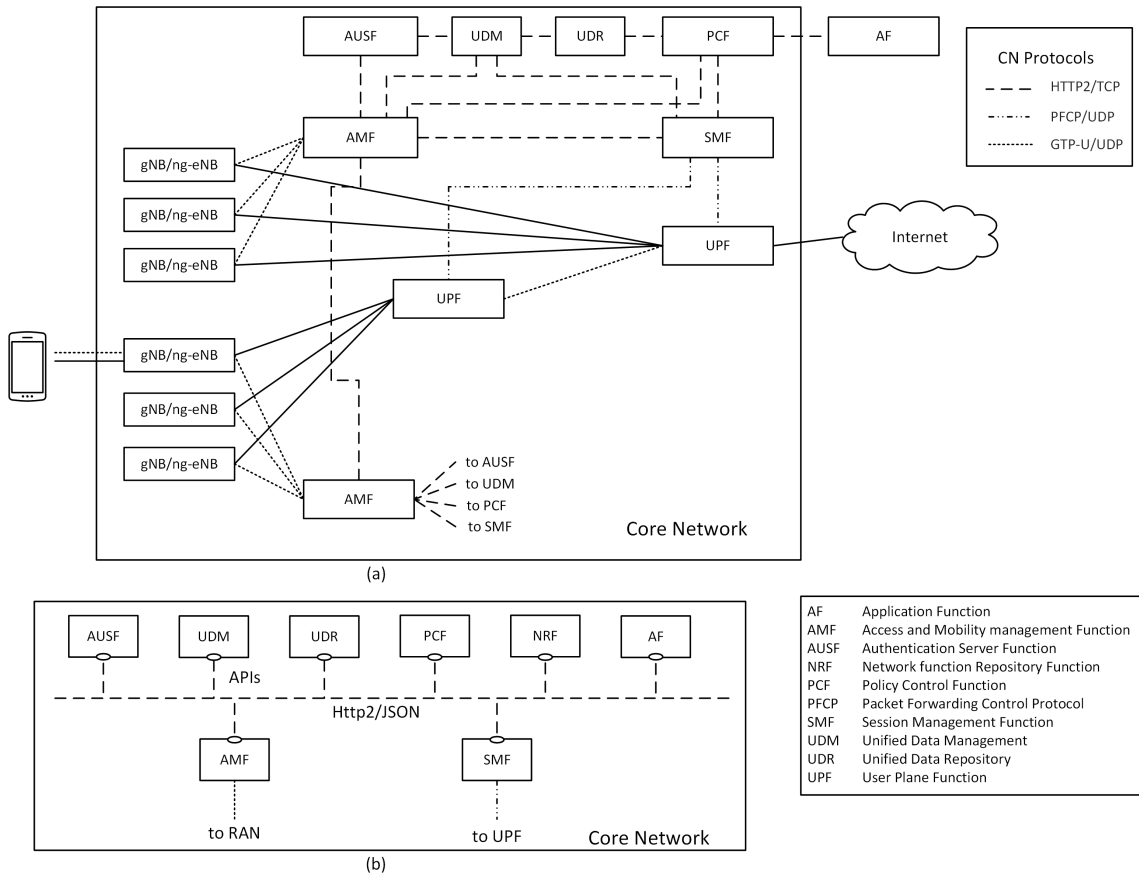 AUSF
UDM
UDR
PCF
AF
CN Protocols
HTTP2/TCP
PFCP/UDP
GTP-U/UDP
AMF
SMF
gNB/ng-eNB
gNB/ng-eNB
gNB/ng-eNB
UPF
Internet
UPF
gNB/ng-eNB
gNB/ng-eNB
gNB/ng-eNB
AMF
to AUSF
to UDM
to PCF
to SMF
Core Network
(a)
AUSF
UDM
UDR
PCF
NRF
AF
APIs
Http2/JSON
AMF
SMF
to RAN
to UPF
Core Network
(b)
AF Application Function
AMF Access and Mobility management Function
AUSF Authentication Server Function
NRF Network function Repository Function
PCF Policy Control Function
PFCP Packet Forwarding Control Protocol
SMF Session Management Function
UDM Unified Data Management
UDR Unified Data Repository
UPF User Plane Function